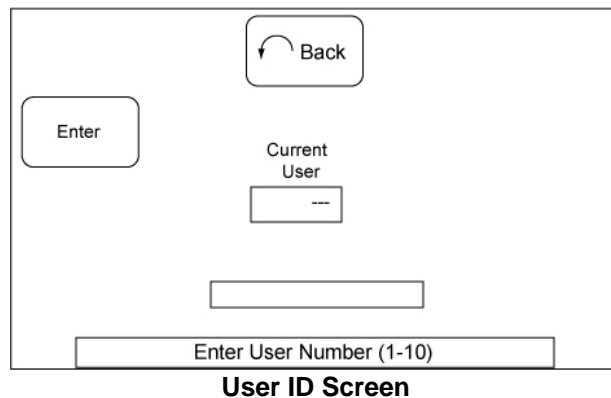 Back
Enter
Current
User
---
Enter User Number (1-10)
User ID Screen